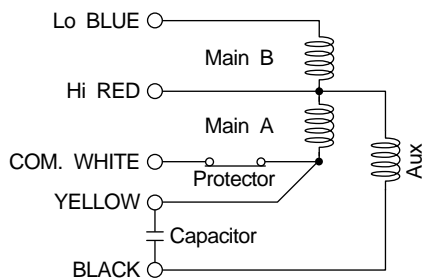 Lo BLUE
Main B
Hi RED
Main A
COM. WHITE
Protector
YELLOW
Capacitor
BLACK
Aux